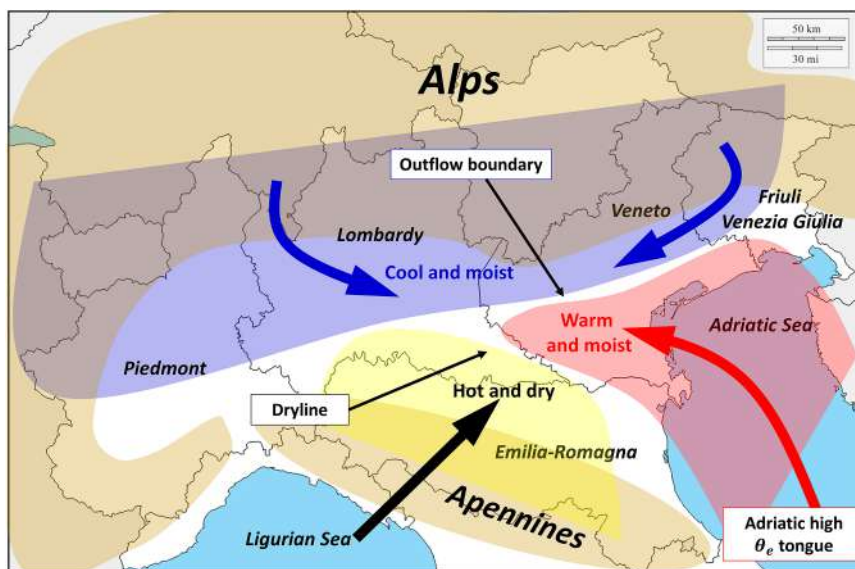 50 km
30 mi
Alps
Outflow boundary
Veneto
Friuli
Venezia Giulia
Lombardy
Cool and moist
Warm
and moist
Adriatic Sea
Piedmont
Hot and dry
Dryline
Emilia-Romagna
Apennines
Ligurian Sea
Adriatic high
θₑ tongue